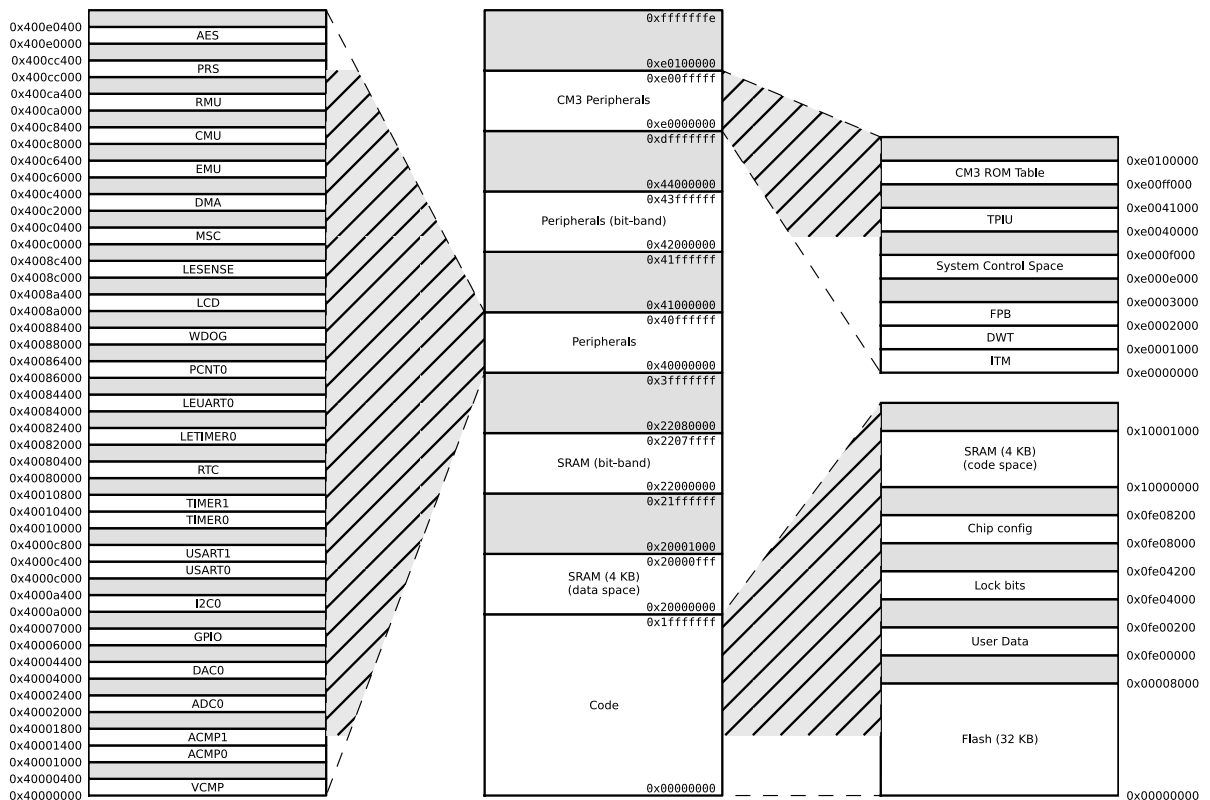 0x400e0400
AES
0x400e0000
0x400cc400
PRS
0x400cc000
0x400ca400
RMU
0x400ca000
0x400c8400
CMU
0x400c8000
0x400c6400
EMU
0x400c6000
0x400c4000
DMA
0x400c2000
0x400c0400
MSC
0x400c0000
0x4008c400
LESENSE
0x4008c000
0x4008a400
LCD
0x4008a000
0x40088400
WDOG
0x40088000
0x40086400
PCNT0
0x40086000
0x40084400
LEUART0
0x40084000
0x40082400
LETIMER0
0x40082000
0x40080400
RTC
0x40080000
0x40010800
TIMER1
0x40010400
TIMER0
0x40010000
0x4000c800
USART1
0x4000c400
USART0
0x4000c000
0x4000a400
I2C0
0x4000a000
0x40007000
GPIO
0x40006000
0x40004400
DAC0
0x40004000
0x40002400
ADC0
0x40002000
0x40001800
ACMP1
0x40001400
ACMP0
0x40001000
0x40000400
VCMP
0x40000000
0xfffffffe
0xe0100000
0xe00fffff
CM3 Peripherals
0xe0000000
0xdfffffff
0x44000000
0x43ffffff
Peripherals (bit-band)
0x42000000
0x41ffffff
0x41000000
0x40ffffff
Peripherals
0x40000000
0x3fffffff
0x22080000
0x2207ffff
SRAM (bit-band)
0x22000000
0x21ffffff
0x20001000
0x20000fff
SRAM (4 KB)
(data space)
0x20000000
0x1fffffff
Code
0x00000000
0xe0100000
CM3 ROM Table
0xe00ff000
0xe0041000
TPIU
0xe0040000
0xe000f000
System Control Space
0xe000e000
0xe0003000
FPB
0xe0002000
DWT
0xe0001000
ITM
0xe0000000
0x10001000
SRAM (4 KB)
(code space)
0x10000000
0x0fe08200
Chip config
0x0fe08000
0x0fe04200
Lock bits
0x0fe04000
0x0fe00200
User Data
0x0fe00000
0x00008000
Flash (32 KB)
0x00000000